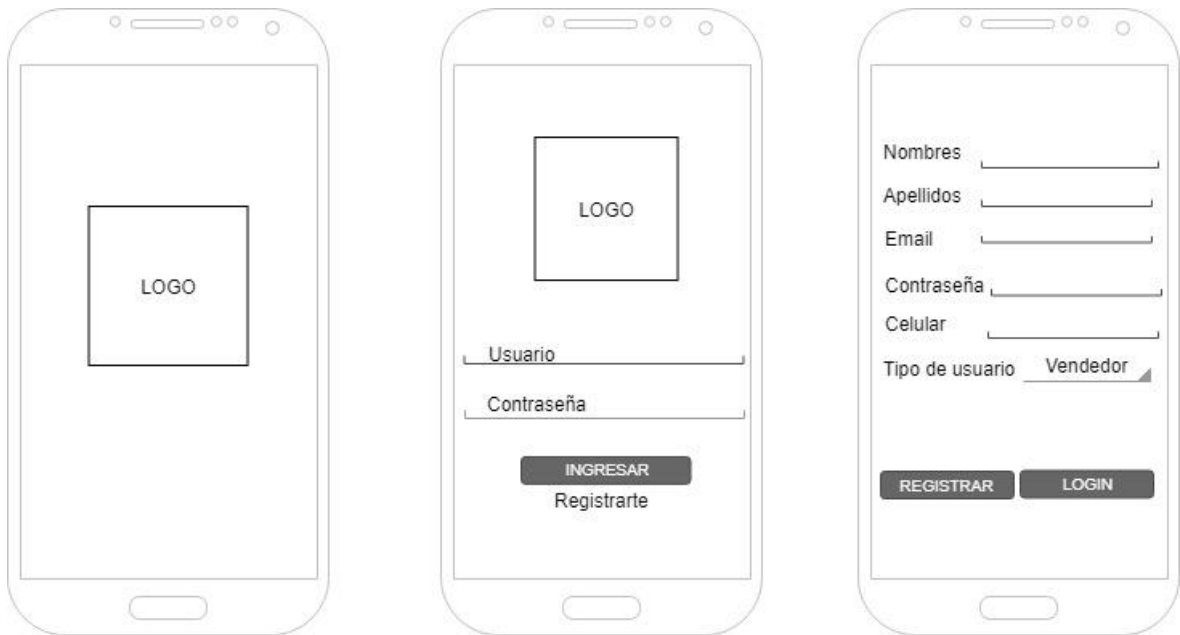 LOGO
LOGO
Usuario
Contraseña
INGRESAR
Registrarte
Nombres
Apellidos
Email
Contraseña
Celular
Tipo de usuario Vendedor
REGISTRAR LOGIN